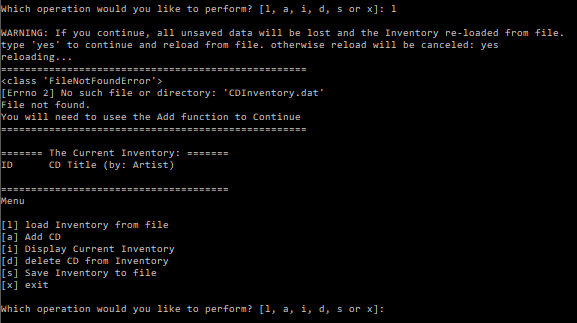 Which operation would you like to perform? [l, a, i, d, s or x]: l
WARNING: If you continue, all unsaved data will be lost and the Inventory re-loaded from file.
type 'yes' to continue and reload from file. otherwise reload will be canceled: yes
reloading...
==================================================
<class 'FileNotFoundError'>
[Errno 2] No such file or directory: 'CDInventory.dat'
File not found.
You will need to usee the Add function to Continue
==================================================
======= The Current Inventory: =======
ID      CD Title (by: Artist)
======================================
Menu
[l] load Inventory from file
[a] Add CD
[i] Display Current Inventory
[d] delete CD from Inventory
[s] Save Inventory to file
[x] exit
Which operation would you like to perform? [l, a, i, d, s or x]: